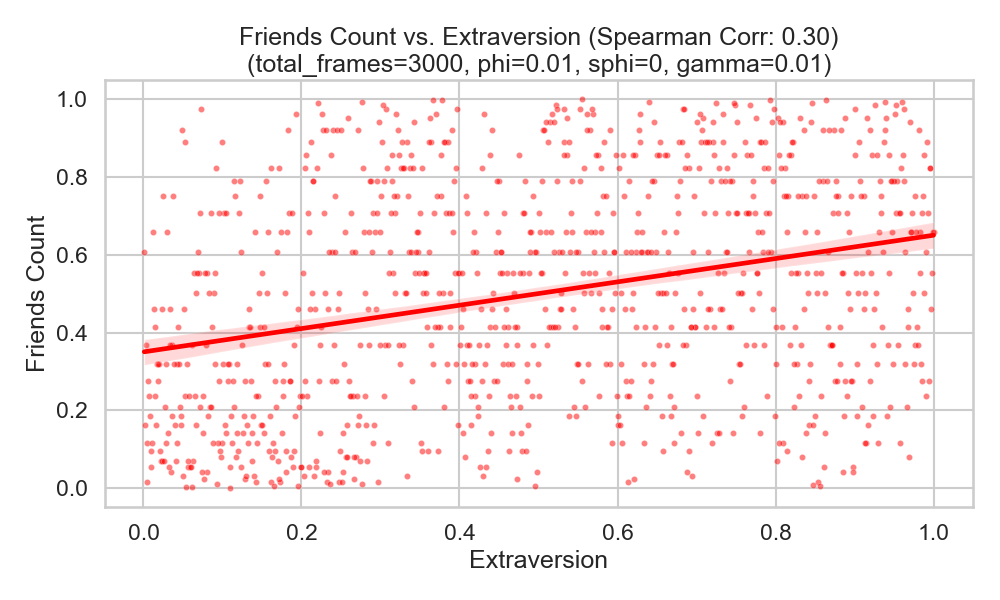 Friends Count vs. Extraversion (Spearman Corr: 0.30)
(total_frames=3000, phi=0.01, sphi=0, gamma=0.01)
1.0
0.8
0.6
0.4
0.2
0.0
Friends Count
0.0 0.2 0.4 0.6 0.8 1.0
Extraversion